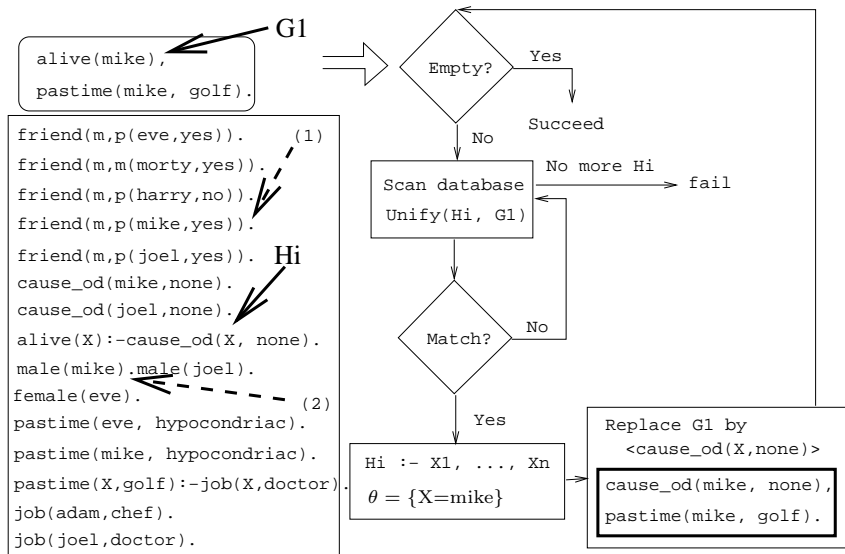 G1
alive(mike),
pastime(mike, golf).
friend(m,p(eve,yes)). (1)
friend(m,m(morty,yes)).
friend(m,p(harry,no)).
friend(m,p(mike,yes)).
friend(m,p(joel,yes)).
Hi
cause_od(mike,none).
cause_od(joel,none).
alive(X):-cause_od(X, none).
male(mike).male(joel).
female(eve). (2)
pastime(eve, hypocondriac).
pastime(mike, hypocondriac).
pastime(X,golf):-job(X,doctor).
job(adam,chef).
job(joel,doctor).
Empty?
Yes
Succeed
No
Scan database
Unify(Hi, G1)
No more Hi
fail
Match?
No
Yes
Hi :- X1, ..., Xn
θ = {X=mike}
Replace G1 by
<cause_od(X,none)>
cause_od(mike, none),
pastime(mike, golf).